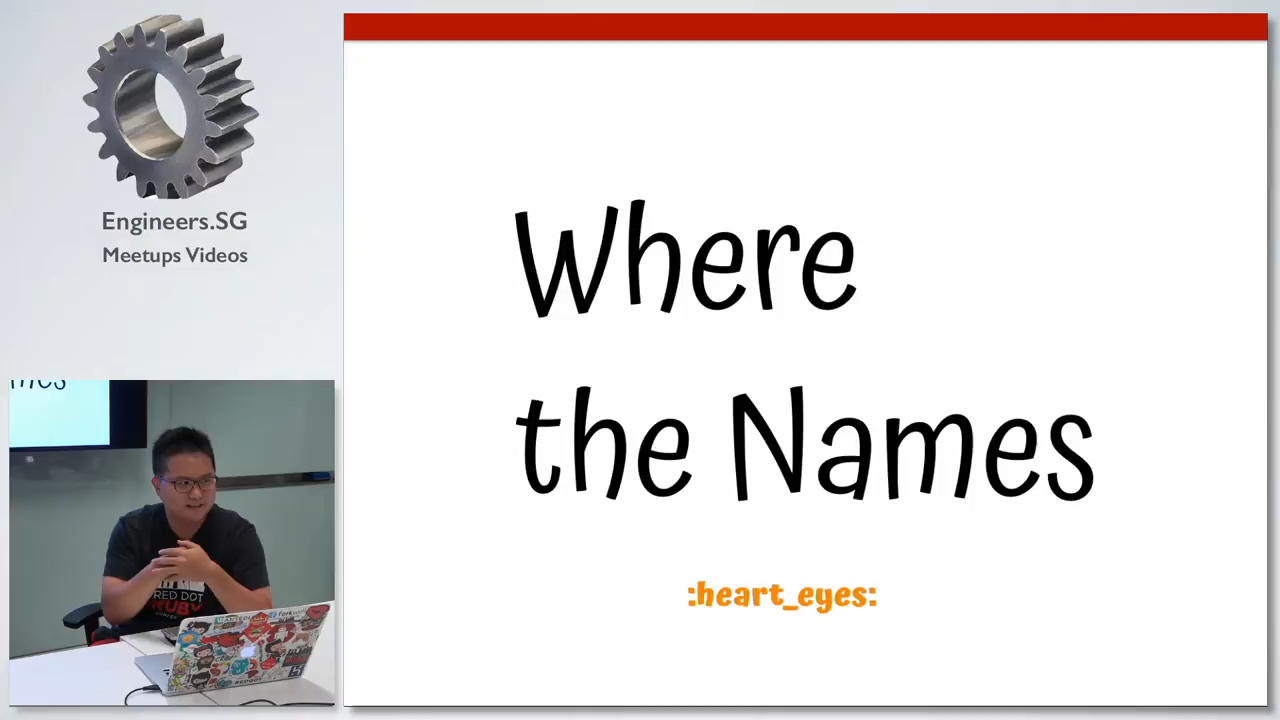 Engineers.SG
Meetups Videos
Where
the Names
:heart_eyes:
RED DOT
RUBY